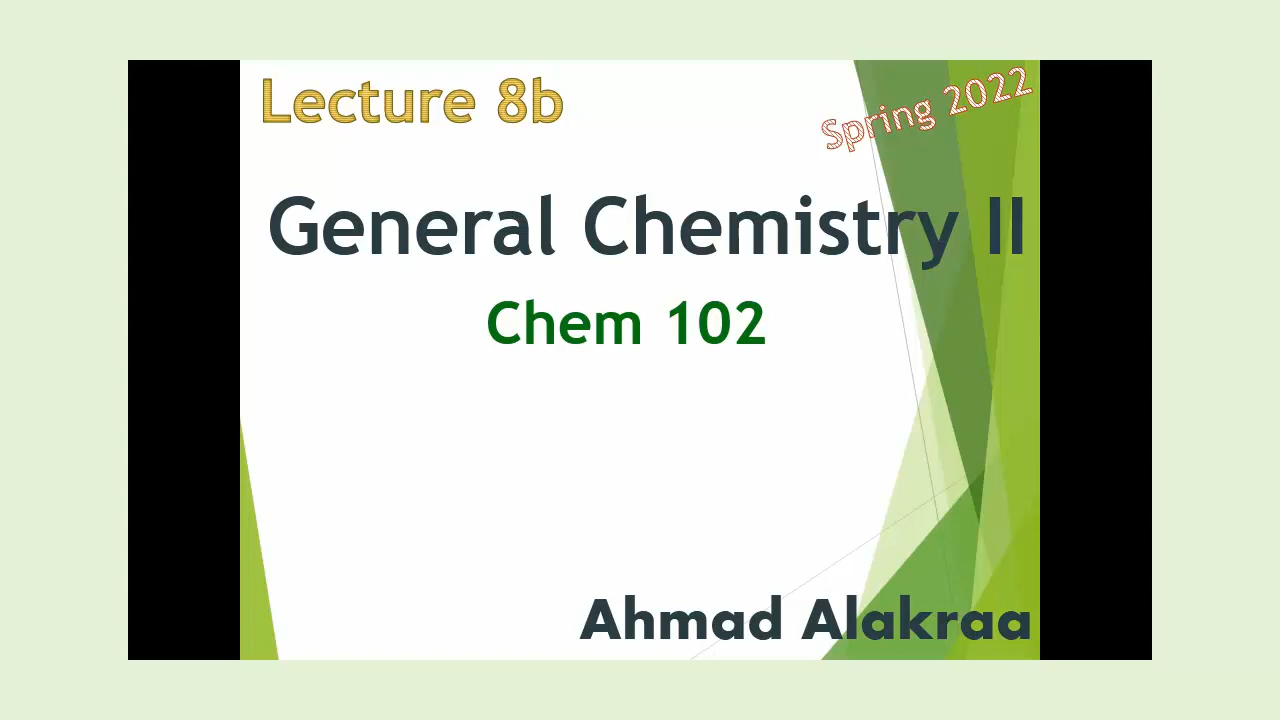 Lecture 8b
Spring 2022
General Chemistry II
Chem 102
Ahmad Alakraa